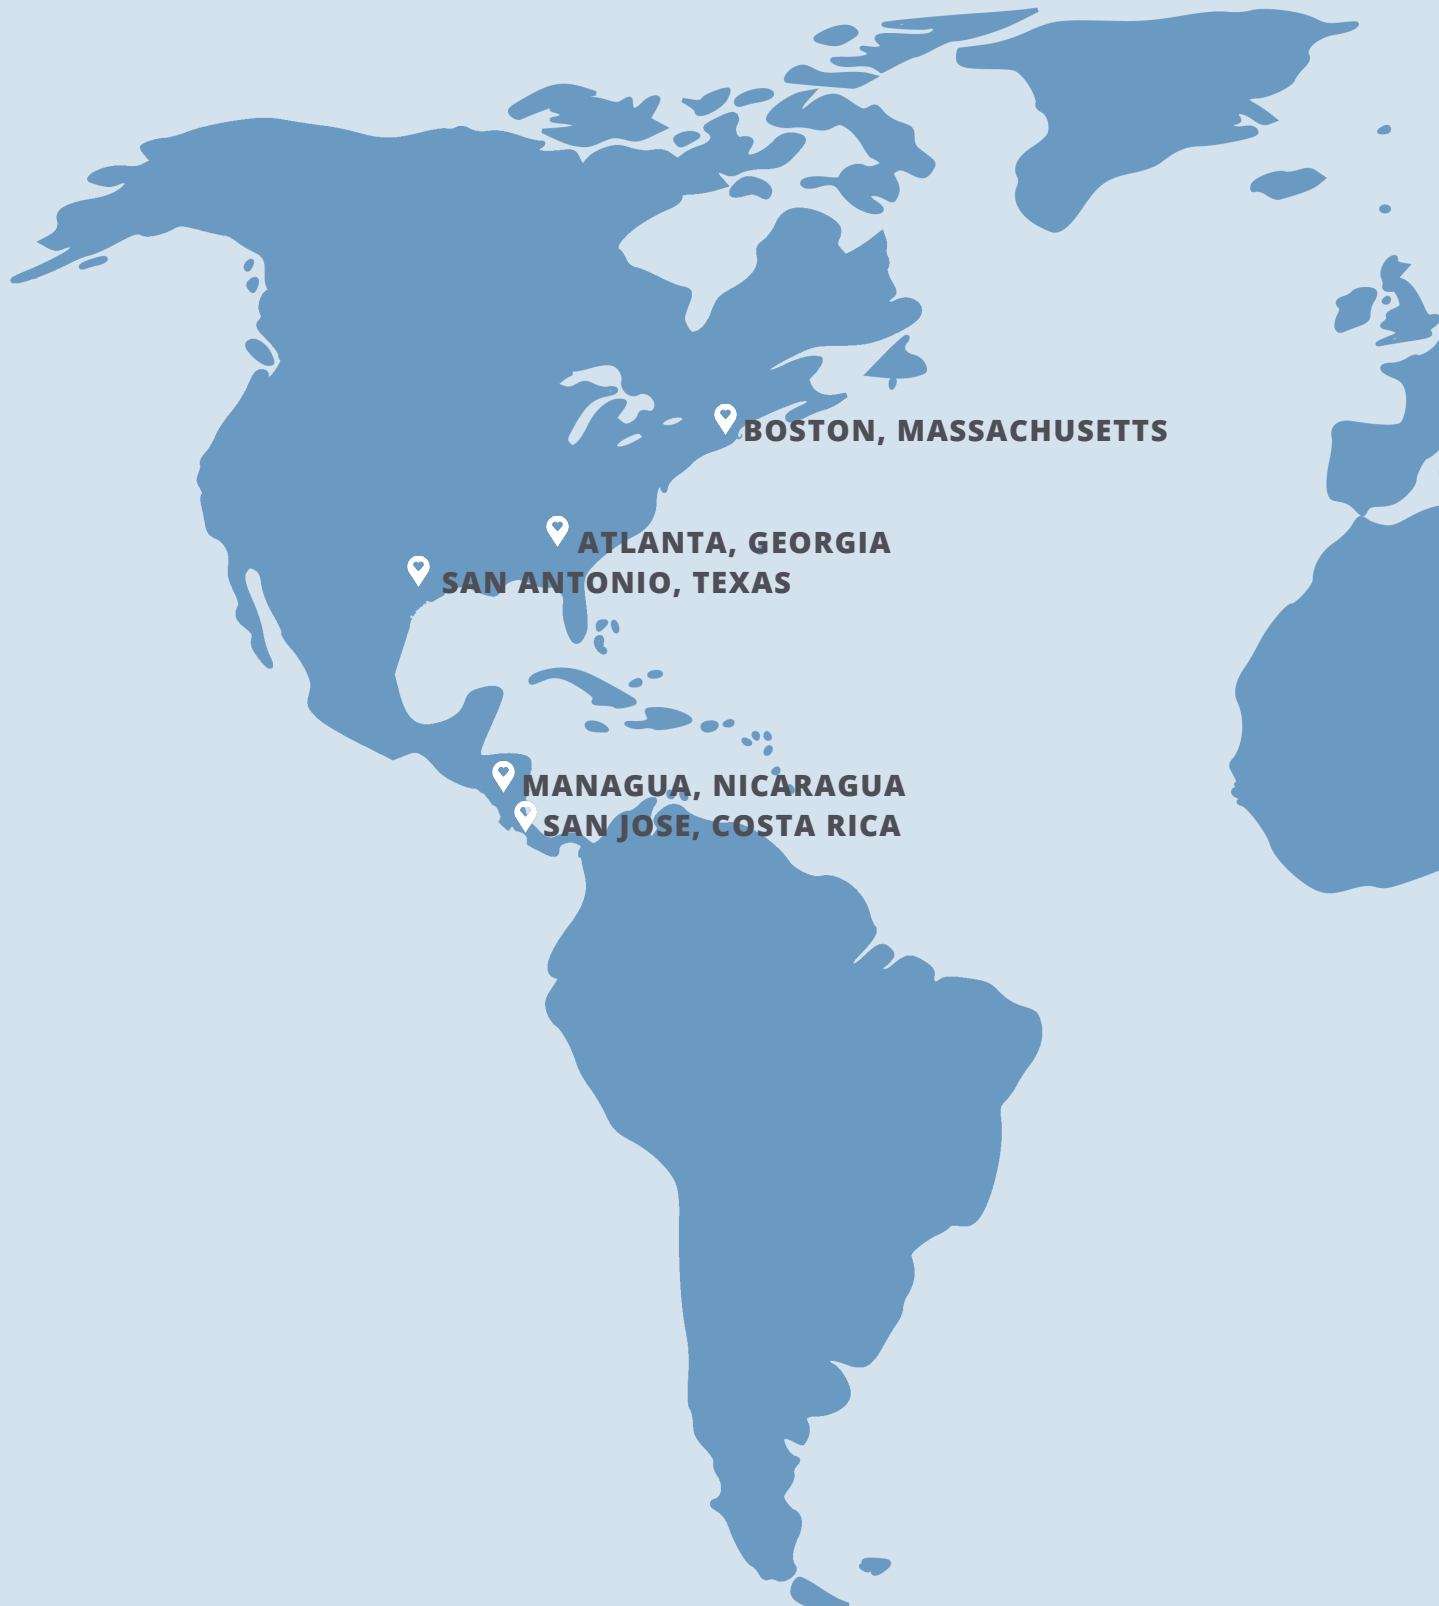 BOSTON, MASSACHUSETTS
ATLANTA, GEORGIA
SAN ANTONIO, TEXAS
MANAGUA, NICARAGUA
SAN JOSE, COSTA RICA